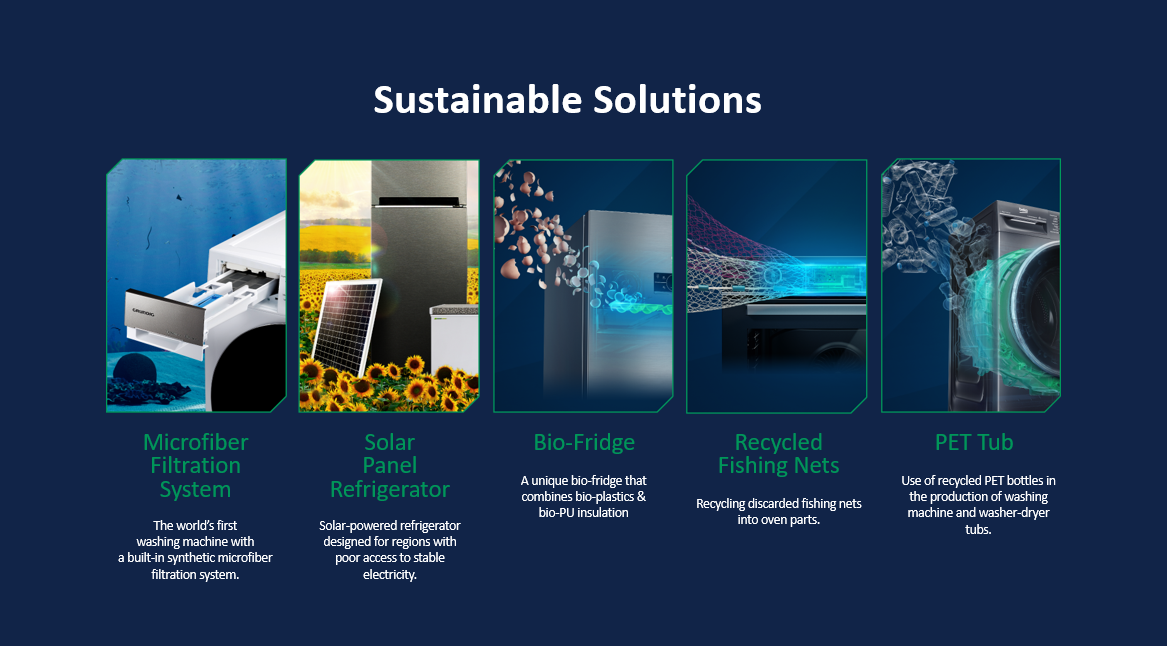 Sustainable Solutions
GRUNDIG
beko
Microfiber
Filtration
System
The world’s first
washing machine with
a built-in synthetic microfiber
filtration system.
Solar
Panel
Refrigerator
Solar-powered refrigerator
designed for regions with
poor access to stable
electricity.
Bio-Fridge
A unique bio-fridge that
combines bio-plastics &
bio-PU insulation
Recycled
Fishing Nets
Recycling discarded fishing nets
into oven parts.
PET Tub
Use of recycled PET bottles in
the production of washing
machine and washer-dryer
tubs.